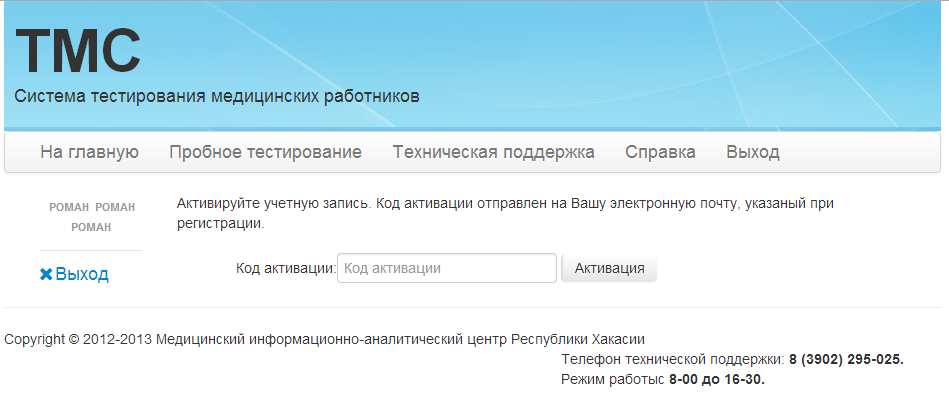 ТМС
Система тестирования медицинских работников
На главную Пробное тестирование Техническая поддержка Справка Выход
РОМАН РОМАН
РОМАН
Выход
Активируйте учетную запись. Код активации отправлен на Вашу электронную почту, указаный при
регистрации.
Код активации: Код активации Активация
Copyright © 2012-2013 Медицинский информационно-аналитический центр Республики Хакасии
Телефон технической поддержки: 8 (3902) 295-025.
Режим работыс 8-00 до 16-30.